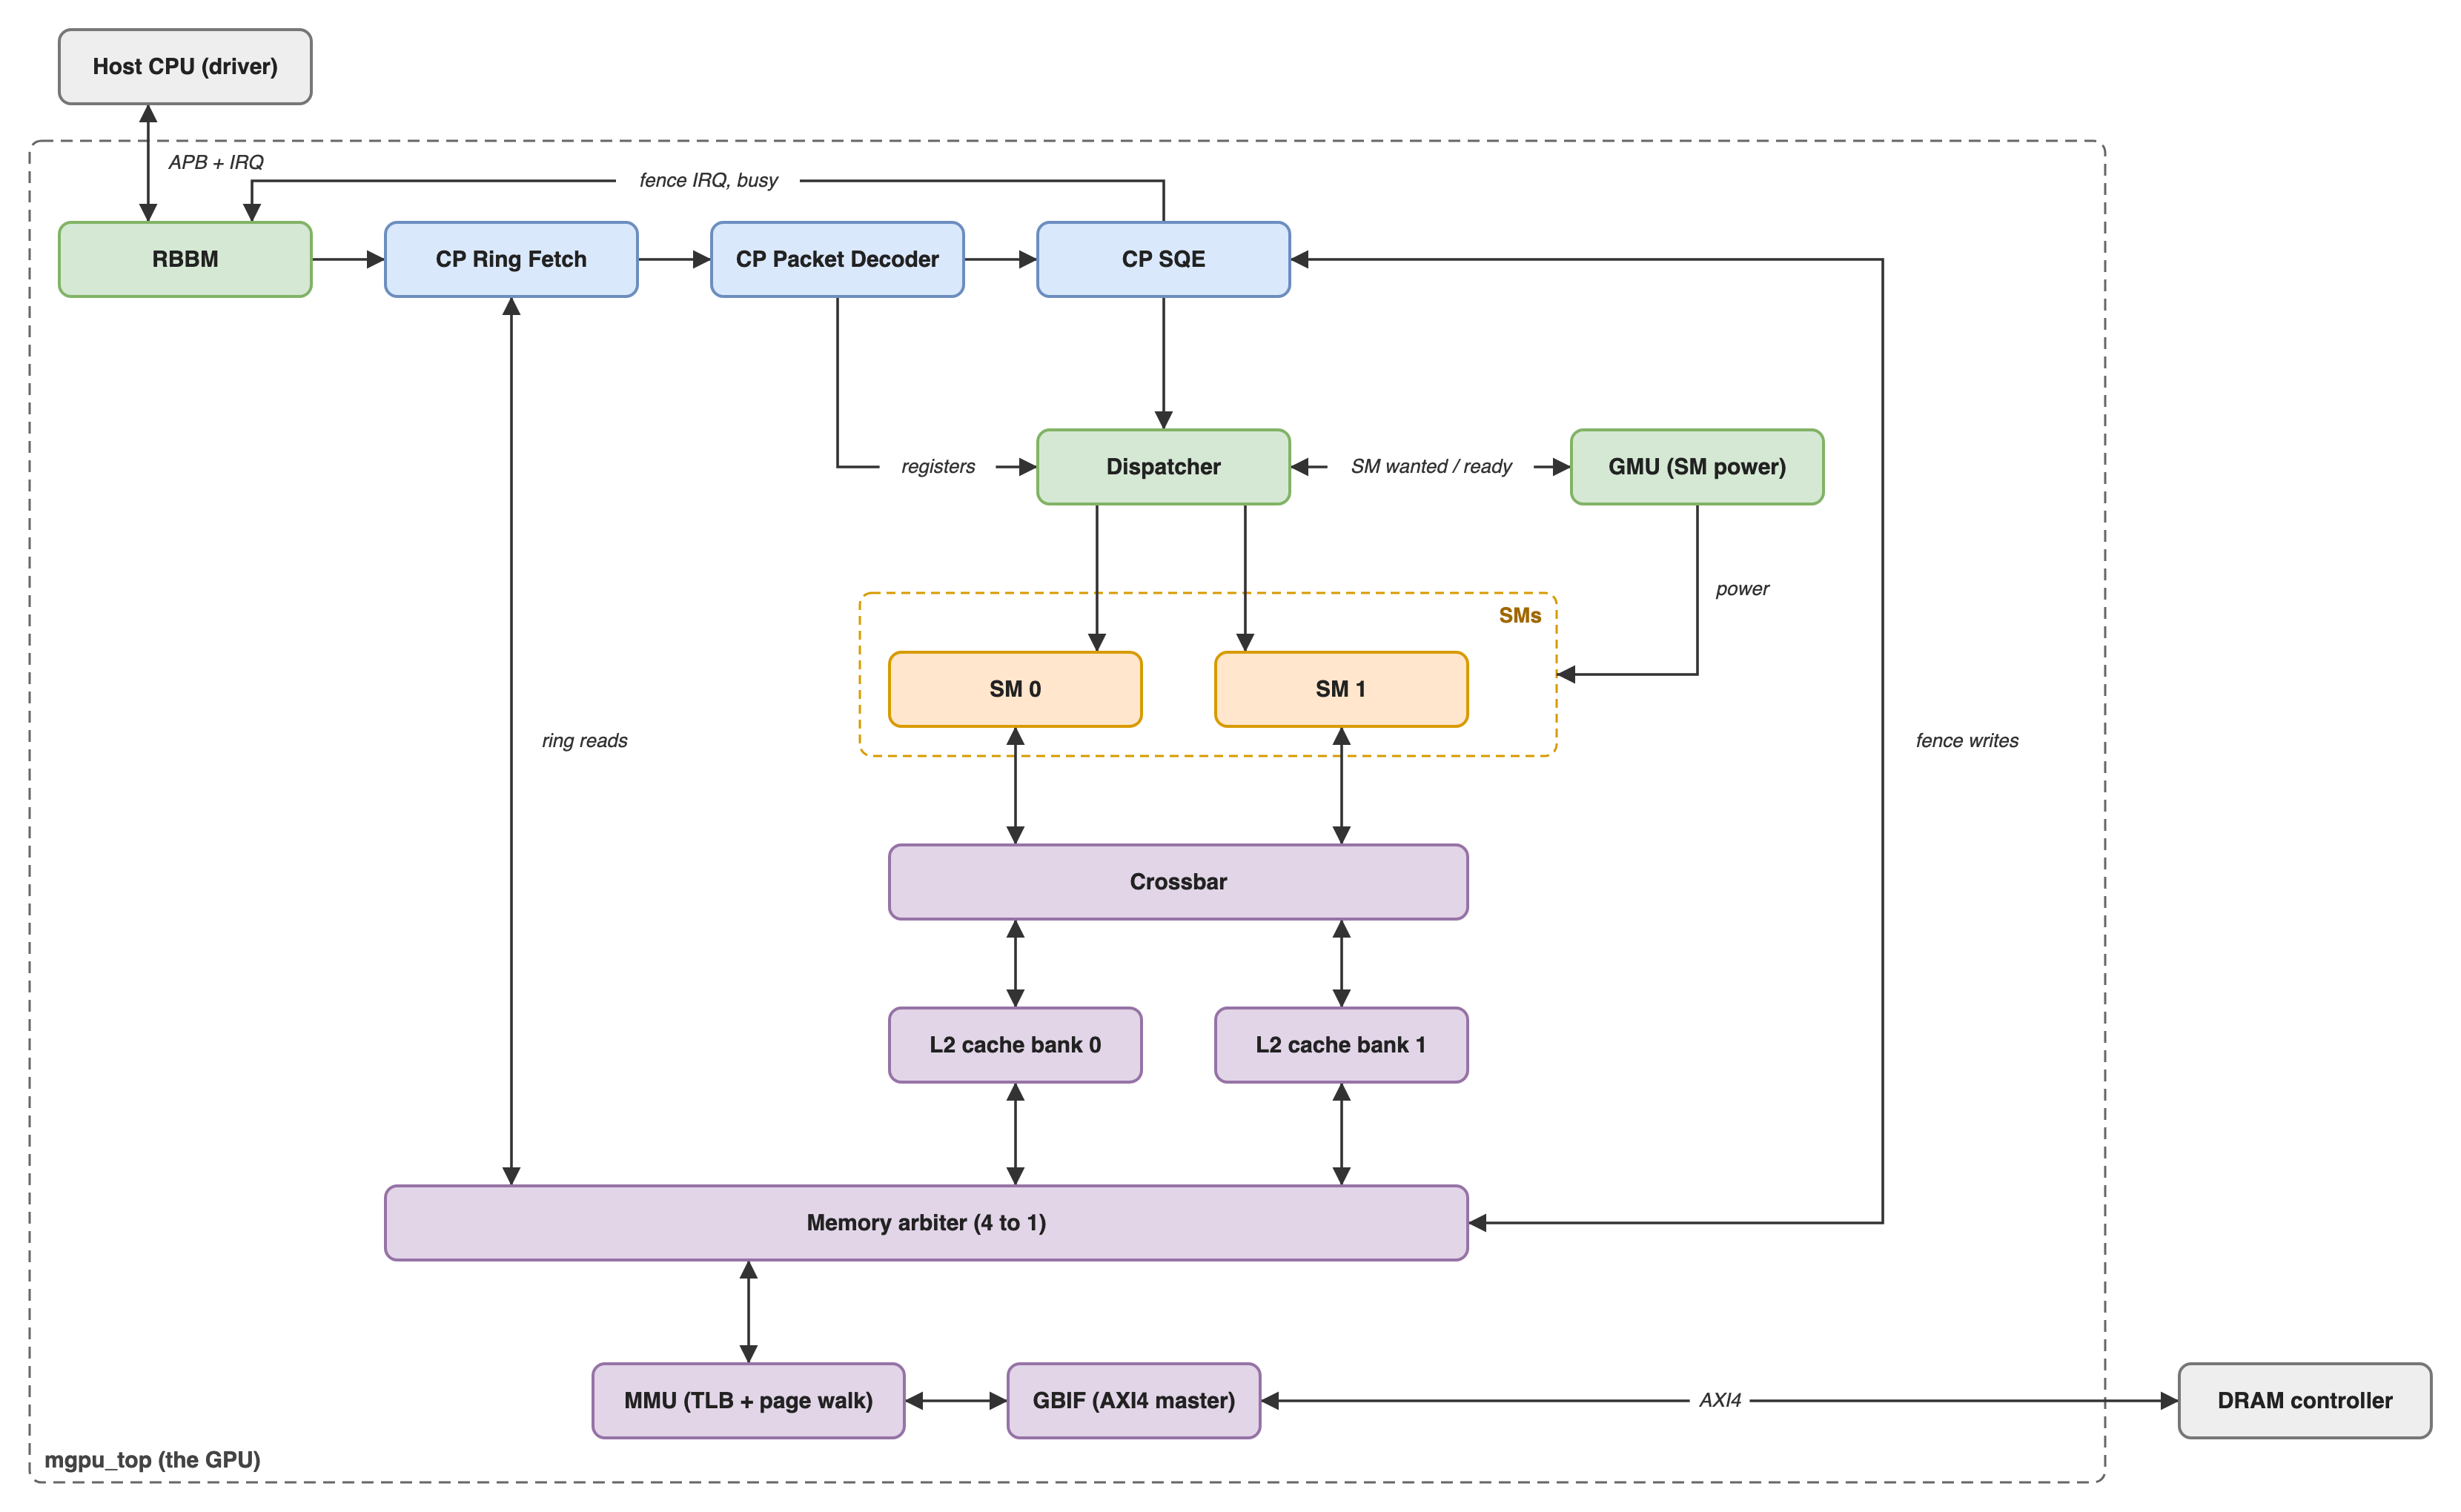 Host CPU (driver)
APB + IRQ
fence IRQ, busy
RBBM
CP Ring Fetch
CP Packet Decoder
CP SQE
registers
Dispatcher
SM wanted / ready
GMU (SM power)
power
SMs
SM 0
SM 1
ring reads
fence writes
Crossbar
L2 cache bank 0
L2 cache bank 1
Memory arbiter (4 to 1)
MMU (TLB + page walk)
GBIF (AXI4 master)
AXI4
DRAM controller
mgpu_top (the GPU)